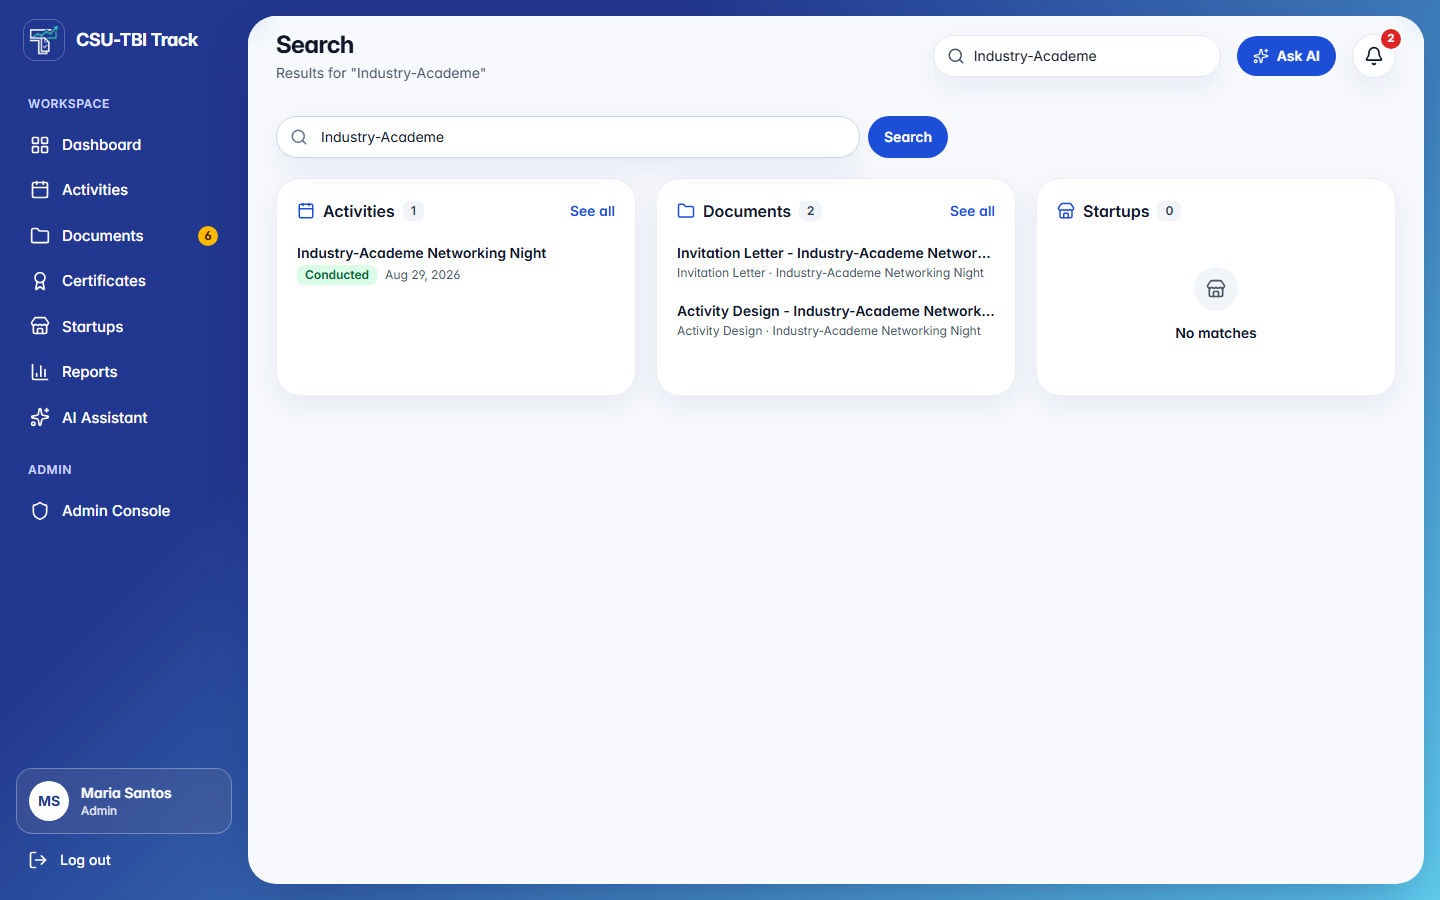 CSU-TBI Track
WORKSPACE
Dashboard
Activities
Documents
6
Certificates
Startups
Reports
AI Assistant
ADMIN
Admin Console
MS
Maria Santos
Admin
Log out
Search
Results for "Industry-Academe"
Industry-Academe
Ask AI
2
Industry-Academe
Search
Activities 1
See all
Industry-Academe Networking Night
Conducted Aug 29, 2026
Documents 2
See all
Invitation Letter - Industry-Academe Networ...
Invitation Letter · Industry-Academe Networking Night
Activity Design - Industry-Academe Network...
Activity Design · Industry-Academe Networking Night
Startups 0
No matches